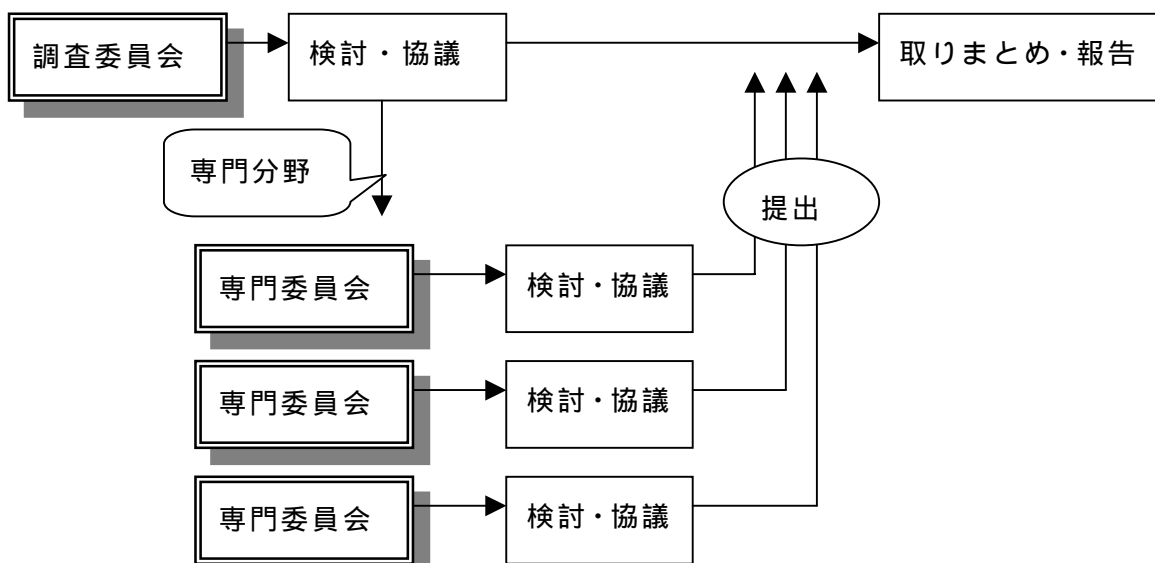 調査委員会
検討・協議
取りまとめ・報告
専門分野
提出
専門委員会
検討・協議
専門委員会
検討・協議
専門委員会
検討・協議